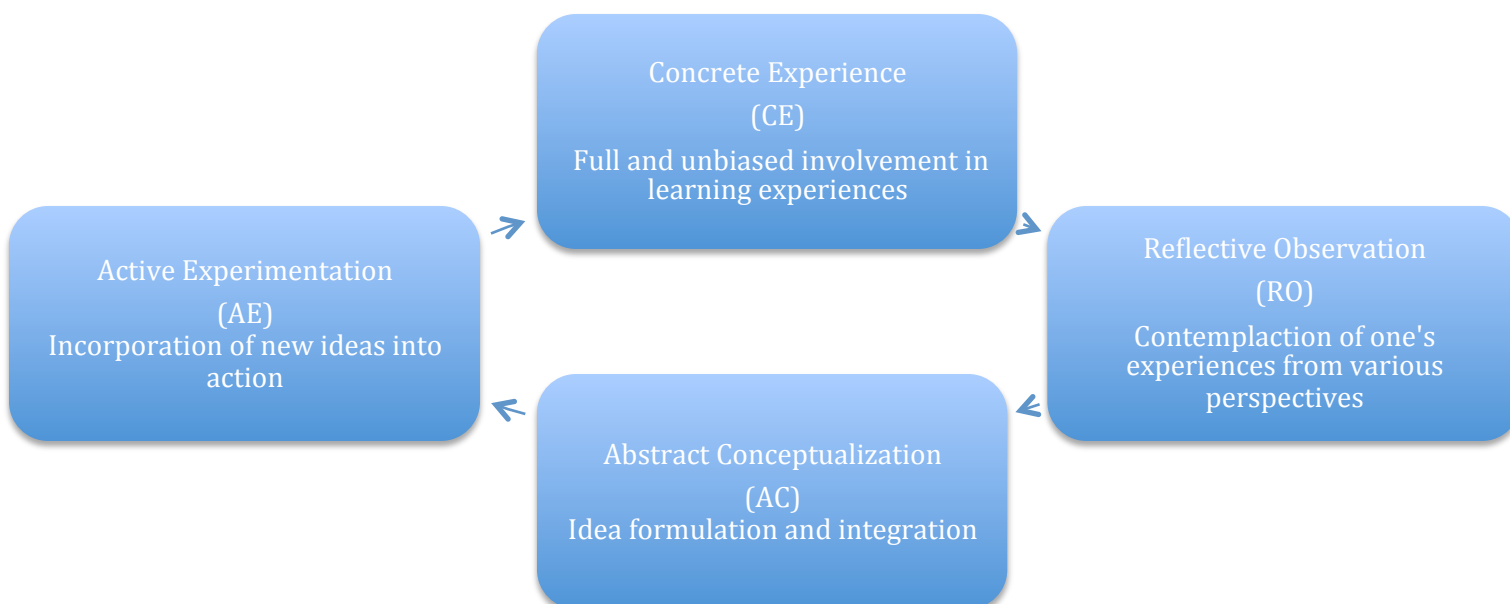 Concrete Experience
(CE)
Full and unbiased involvement in
learning experiences
Reflective Observation
(RO)
Contemplaction of one's
experiences from various
perspectives
Abstract Conceptualization
(AC)
Idea formulation and integration
Active Experimentation
(AE)
Incorporation of new ideas into
action